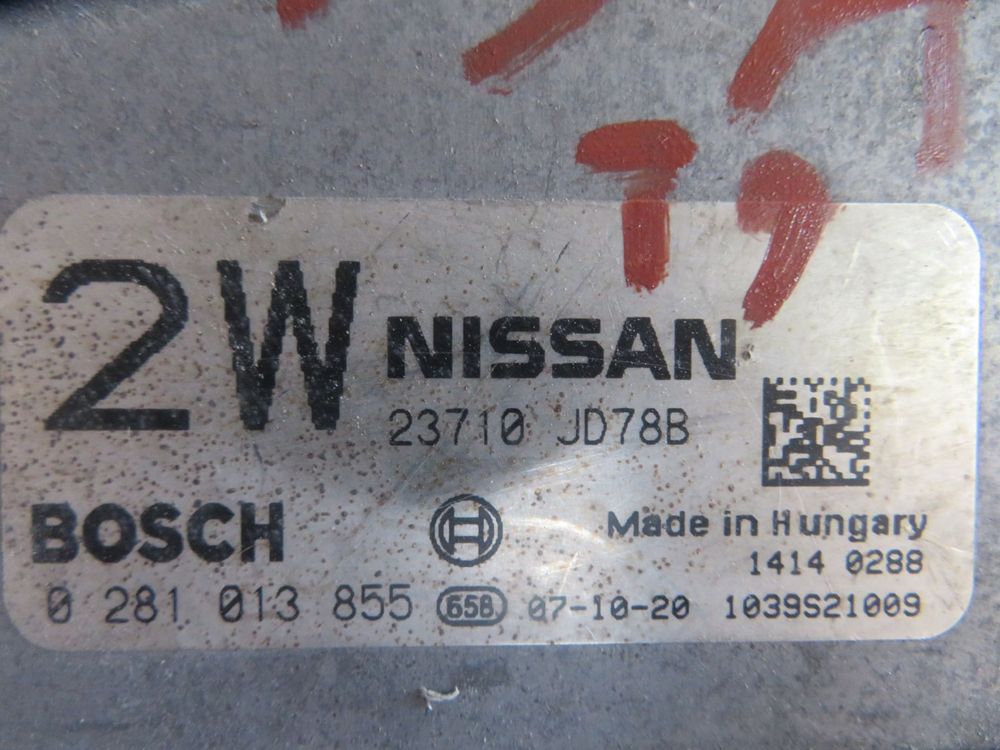 T9
2W NISSAN
23710 JD78B
BOSCH Made in Hungary
1414 0288
0 281 013 855 658 07-10-20 1039S21009